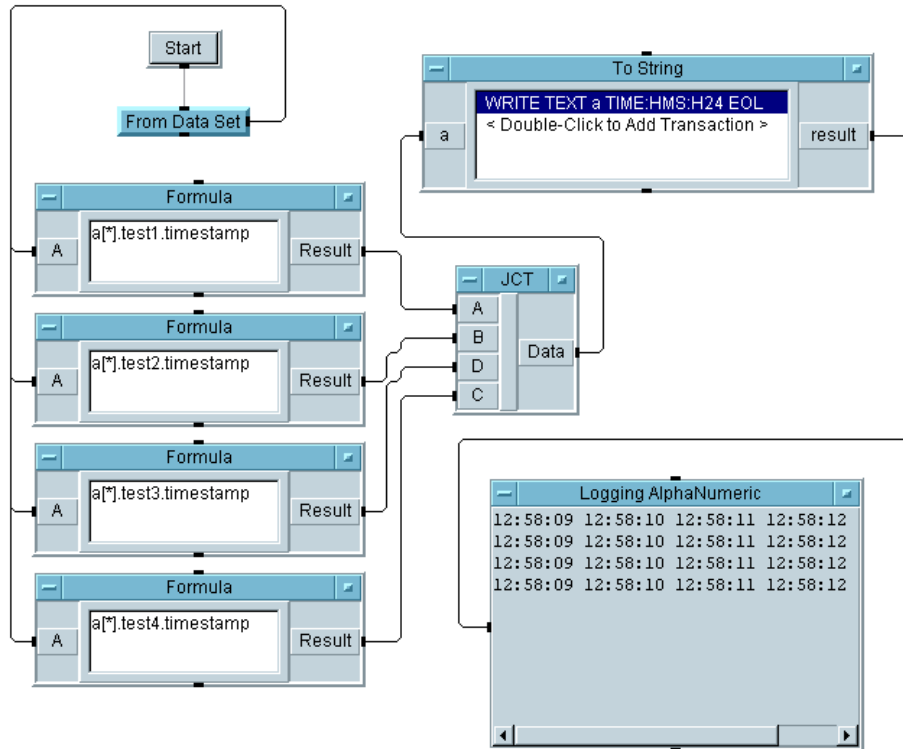 Start
From Data Set
To String
a
WRITE TEXT a TIME:HMS:H24 EOL
< Double-Click to Add Transaction >
result
Formula
A
a[*].test1.timestamp
Result
Formula
A
a[*].test2.timestamp
Result
JCT
A
B
D
C
Data
Formula
A
a[*].test3.timestamp
Result
Formula
A
a[*].test4.timestamp
Result
Logging AlphaNumeric
12:58:09 12:58:10 12:58:11 12:58:12
12:58:09 12:58:10 12:58:11 12:58:12
12:58:09 12:58:10 12:58:11 12:58:12
12:58:09 12:58:10 12:58:11 12:58:12